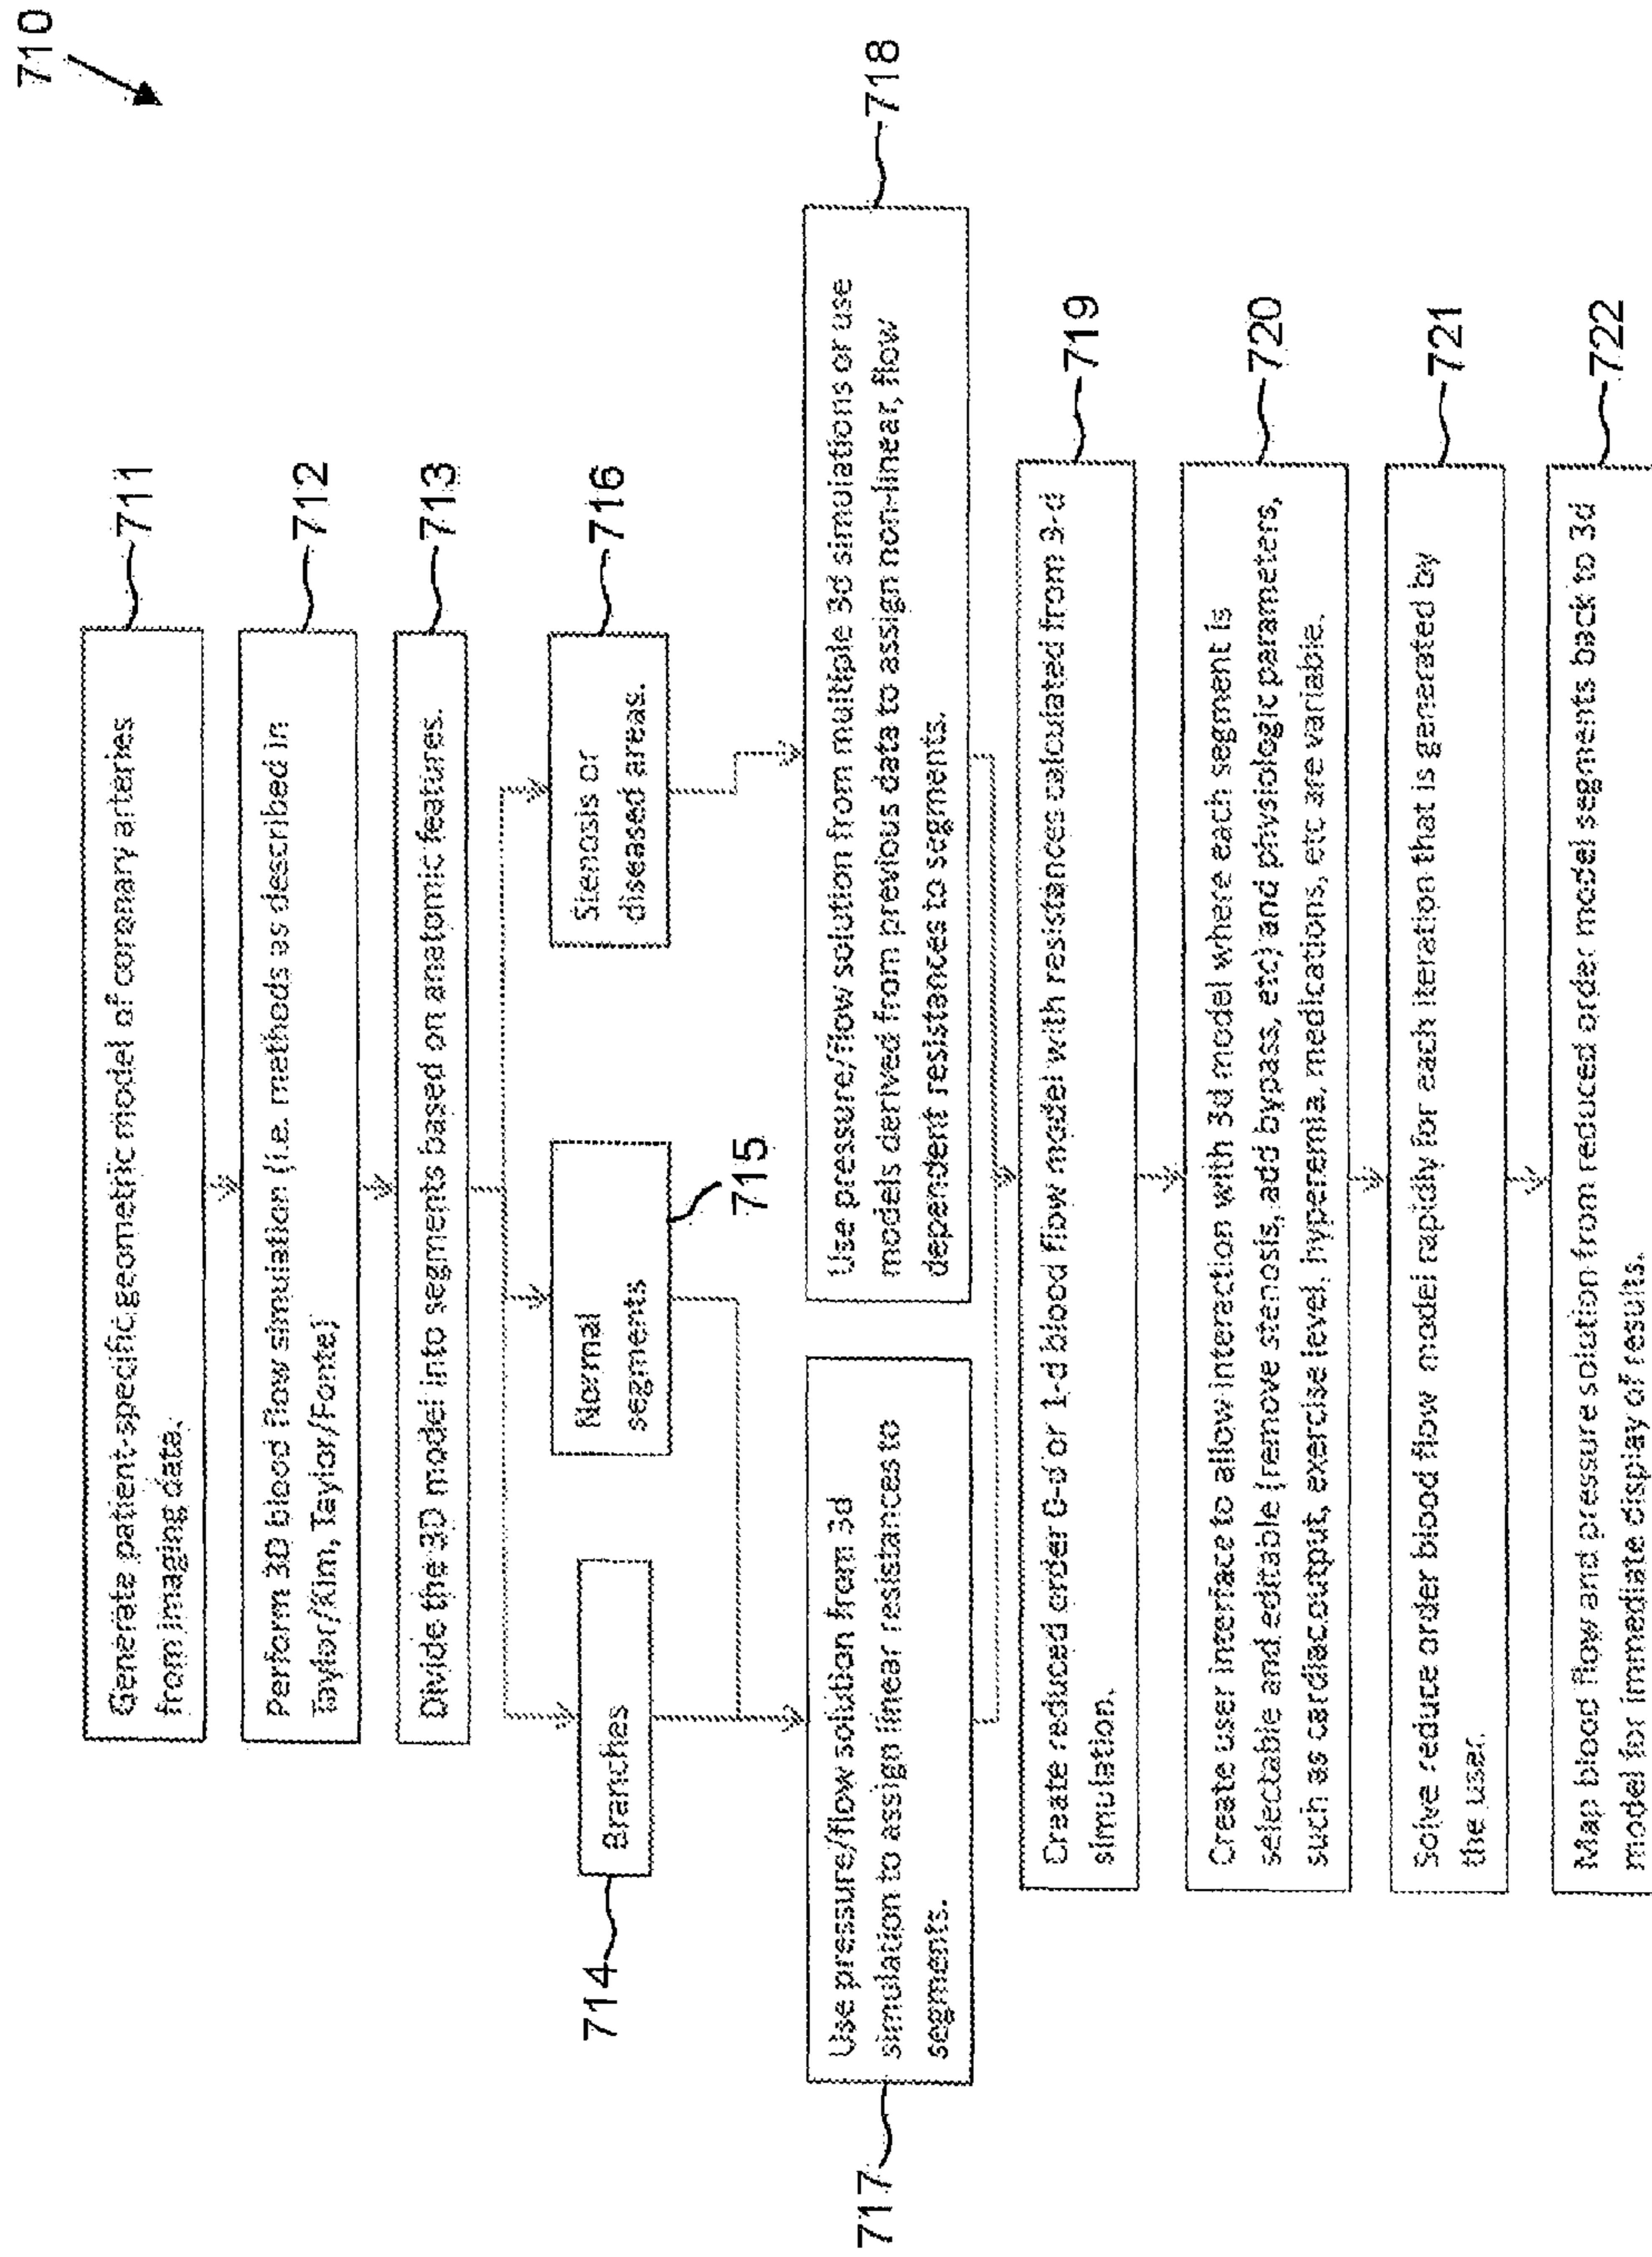 710
Generate patient-specific geometric model of coronary arteries
from imaging data.
711
Perform 3D blood flow simulation (i.e. methods as described in
Taylor/Kim, Taylor/Fonte)
712
Divide the 3D model into segments based on anatomic features.
713
714
Branches
Normal
segments
715
Stenosis or
diseased areas.
716
717
Use pressure/flow solution from 3d
simulation to assign linear resistances to
segments.
Use pressure/flow solution from multiple 3d simulations or use
models derived from previous data to assign non-linear, flow
dependent resistances to segments.
718
Create reduced order 0-d or 1-d blood flow model with resistances calculated from 3-d
simulation.
719
Create user interface to allow interaction with 3d model where each segment is
selectable and editable (remove stenosis, add bypass, etc) and physiologic parameters,
such as cardiac output, exercise level, hyperemia, medications, etc are variable.
720
Solve reduce order blood flow model rapidly for each iteration that is generated by
the user.
721
Map blood flow and pressure solution from reduced order model segments back to 3d
model for immediate display of results.
722